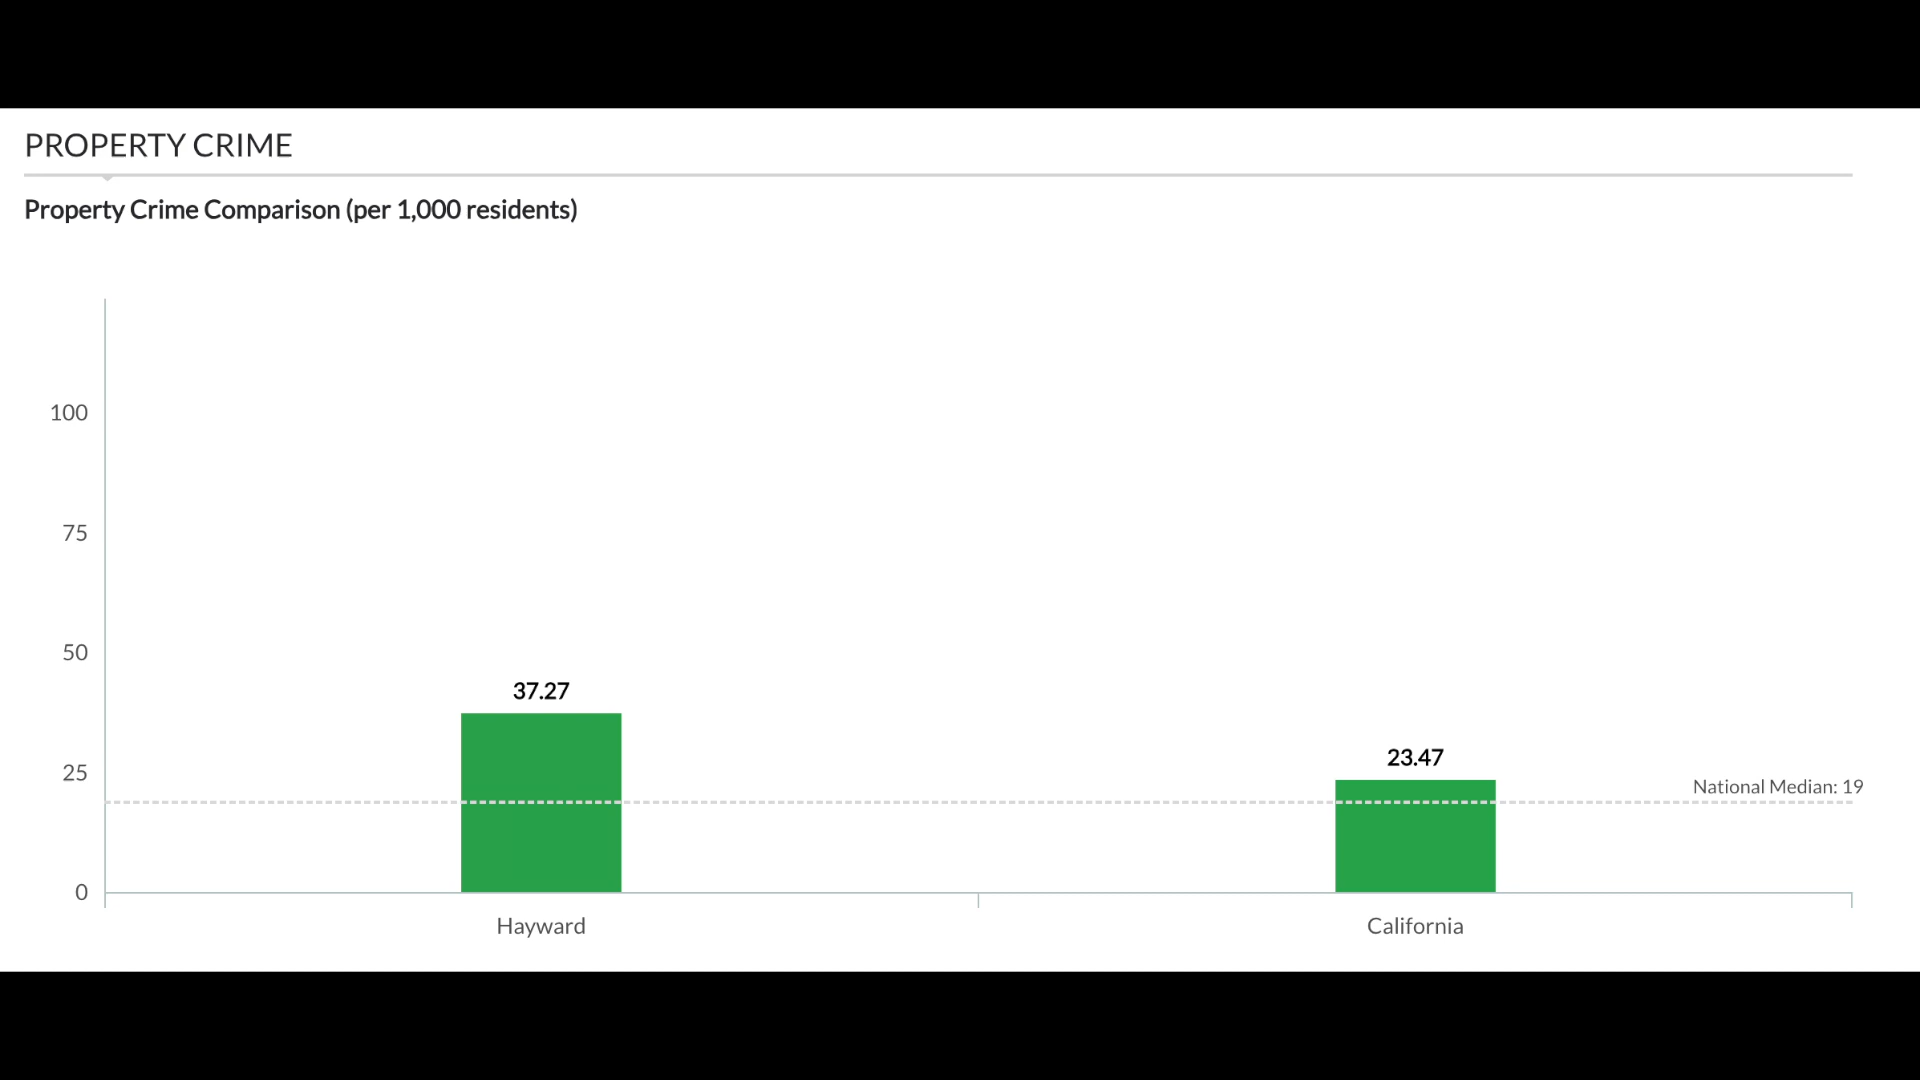 PROPERTY CRIME
Property Crime Comparison (per 1,000 residents)
100
75
50
37.27
23.47
25
National Median: 19
0
Hayward
California